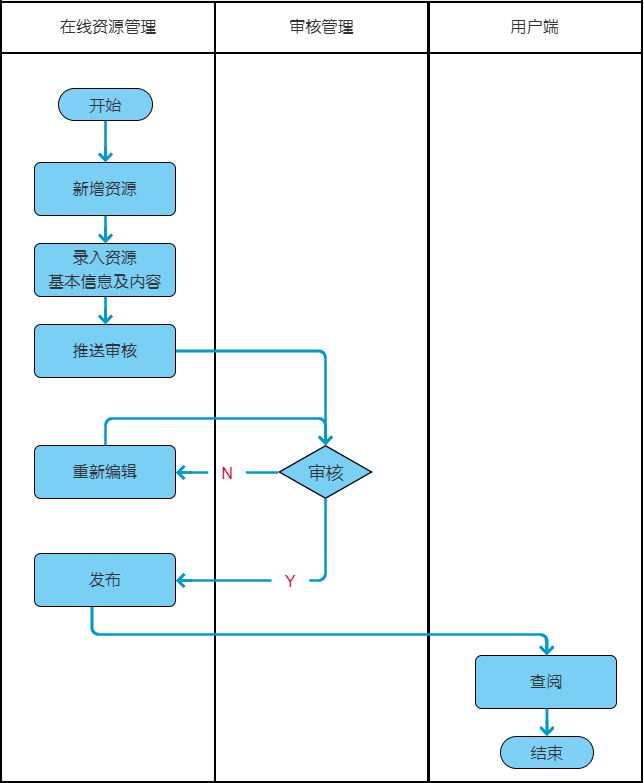 在线资源管理
审核管理
用户端
开始
新增资源
录入资源
基本信息及内容
推送审核
重新编辑
N
审核
发布
Y
查阅
结束